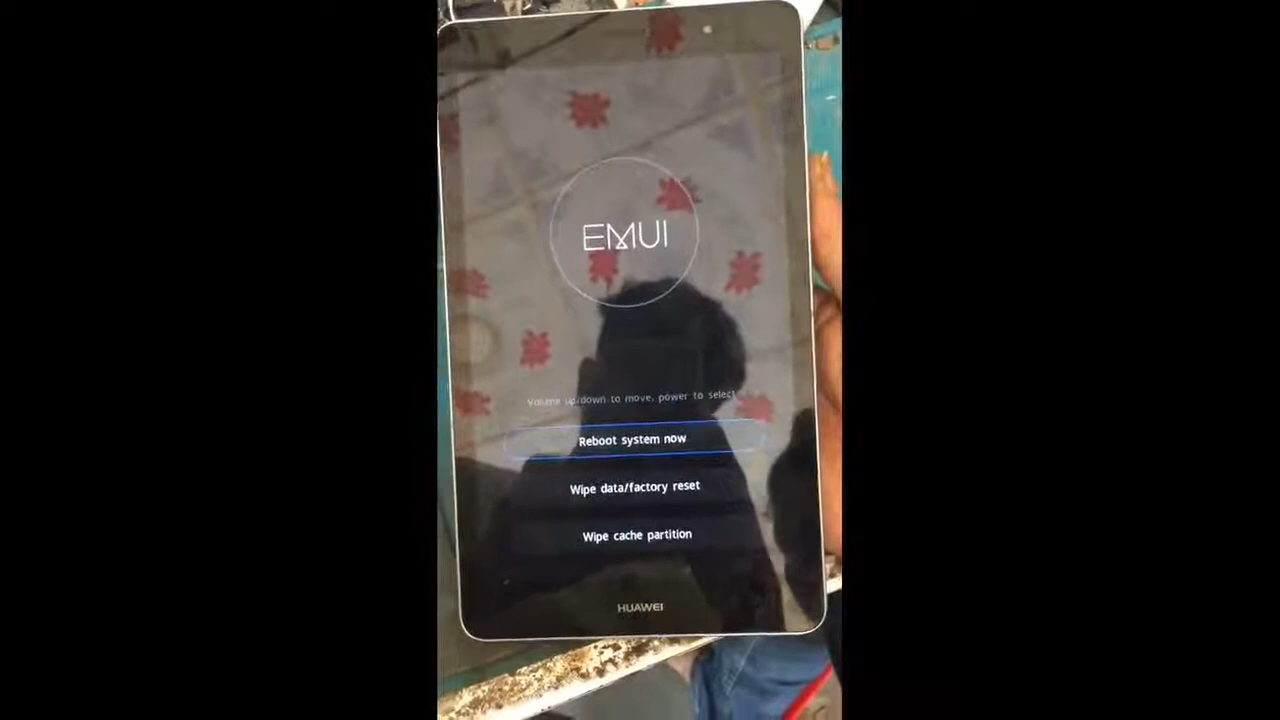 EMUI
Volume up/down to move, power to select
Reboot system now
Wipe data/factory reset
Wipe cache partition
HUAWEI